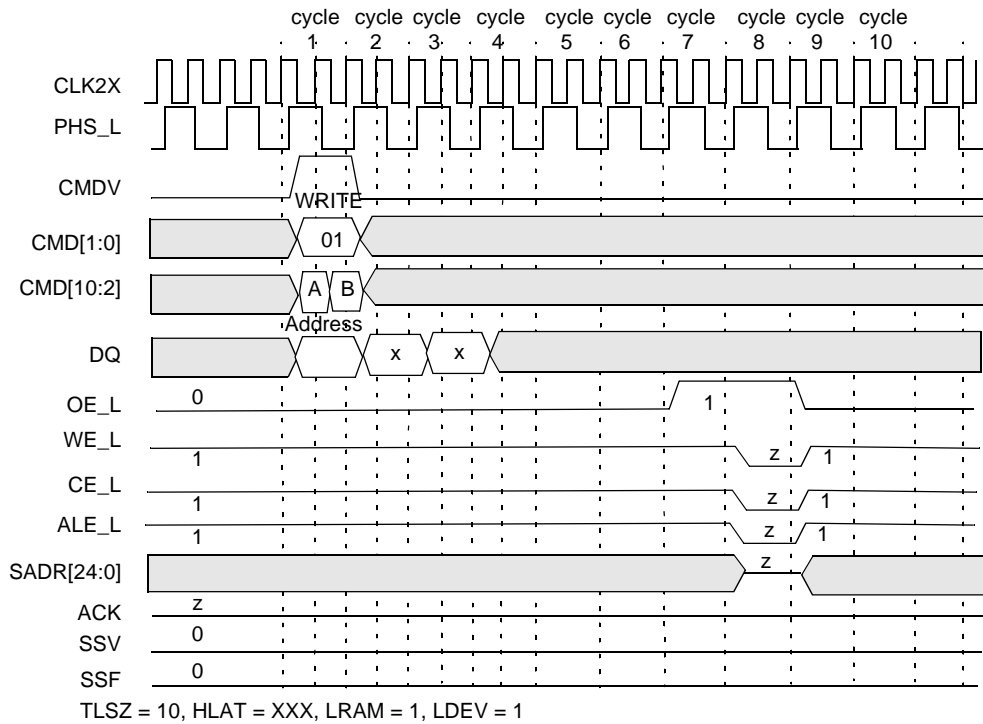 cycle cycle cycle cycle cycle cycle cycle cycle cycle cycle
1 2 3 4 5 6 7 8 9 10
CLK2X
PHS_L
CMDV
WRITE
CMD[1:0] 01
CMD[10:2] A B
Address
DQ x x
OE_L 0 1
WE_L 1 z 1
CE_L 1 z 1
ALE_L 1 z 1
SADR[24:0] z
ACK z
SSV 0
SSF 0
TLSZ = 10, HLAT = XXX, LRAM = 1, LDEV = 1